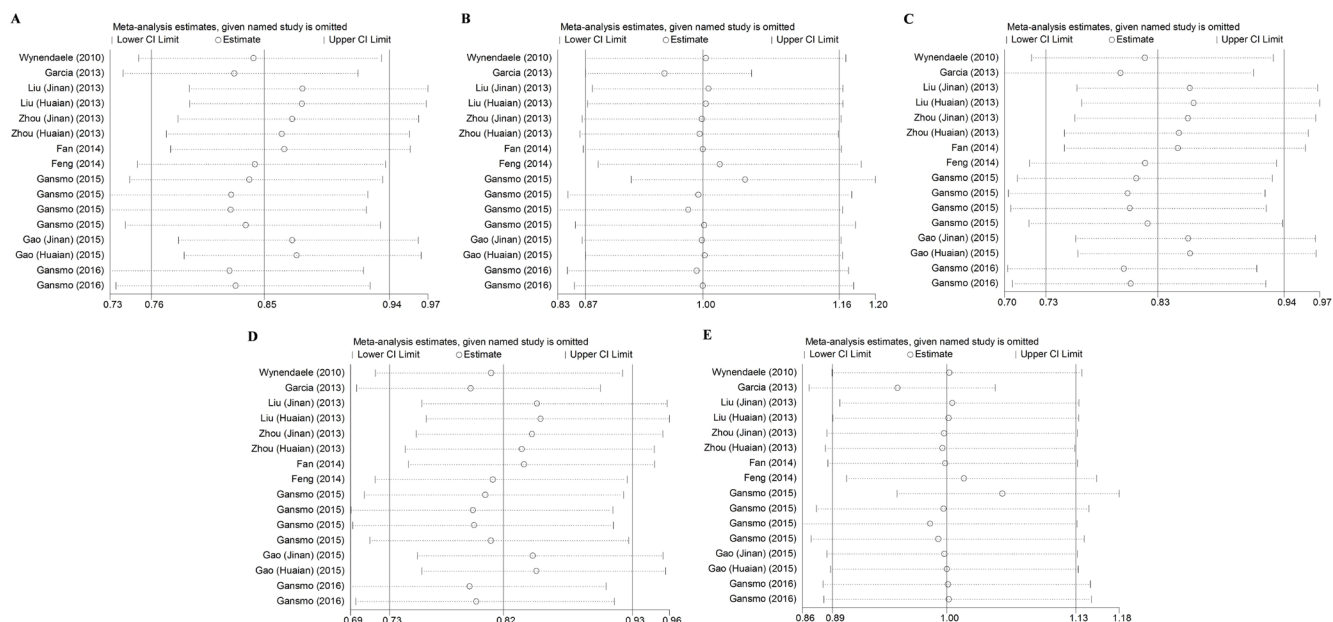 A
Meta-analysis estimates, given named study is omitted
Lower CI Limit Estimate Upper CI Limit
Wynendaele (2010)
Garcia (2013)
Liu (Jinan) (2013)
Liu (Huaian) (2013)
Zhou (Jinan) (2013)
Zhou (Huaian) (2013)
Fan (2014)
Feng (2014)
Gansmo (2015)
Gansmo (2015)
Gansmo (2015)
Gansmo (2015)
Gao (Jinan) (2015)
Gao (Huaian) (2015)
Gansmo (2016)
Gansmo (2016)
0.73 0.76 0.85 0.94 0.97
B
Meta-analysis estimates, given named study is omitted
Lower CI Limit Estimate Upper CI Limit
Wynendaele (2010)
Garcia (2013)
Liu (Jinan) (2013)
Liu (Huaian) (2013)
Zhou (Jinan) (2013)
Zhou (Huaian) (2013)
Fan (2014)
Feng (2014)
Gansmo (2015)
Gansmo (2015)
Gansmo (2015)
Gansmo (2015)
Gao (Jinan) (2015)
Gao (Huaian) (2015)
Gansmo (2016)
Gansmo (2016)
0.83 0.87 1.00 1.16 1.20
C
Meta-analysis estimates, given named study is omitted
Lower CI Limit Estimate Upper CI Limit
Wynendaele (2010)
Garcia (2013)
Liu (Jinan) (2013)
Liu (Huaian) (2013)
Zhou (Jinan) (2013)
Zhou (Huaian) (2013)
Fan (2014)
Feng (2014)
Gansmo (2015)
Gansmo (2015)
Gansmo (2015)
Gansmo (2015)
Gao (Jinan) (2015)
Gao (Huaian) (2015)
Gansmo (2016)
Gansmo (2016)
0.70 0.73 0.83 0.94 0.97
D
Meta-analysis estimates, given named study is omitted
Lower CI Limit Estimate Upper CI Limit
Wynendaele (2010)
Garcia (2013)
Liu (Jinan) (2013)
Liu (Huaian) (2013)
Zhou (Jinan) (2013)
Zhou (Huaian) (2013)
Fan (2014)
Feng (2014)
Gansmo (2015)
Gansmo (2015)
Gansmo (2015)
Gansmo (2015)
Gao (Jinan) (2015)
Gao (Huaian) (2015)
Gansmo (2016)
Gansmo (2016)
0.69 0.73 0.82 0.93 0.96
E
Meta-analysis estimates, given named study is omitted
Lower CI Limit Estimate Upper CI Limit
Wynendaele (2010)
Garcia (2013)
Liu (Jinan) (2013)
Liu (Huaian) (2013)
Zhou (Jinan) (2013)
Zhou (Huaian) (2013)
Fan (2014)
Feng (2014)
Gansmo (2015)
Gansmo (2015)
Gansmo (2015)
Gansmo (2015)
Gao (Jinan) (2015)
Gao (Huaian) (2015)
Gansmo (2016)
Gansmo (2016)
0.86 0.89 1.00 1.13 1.18